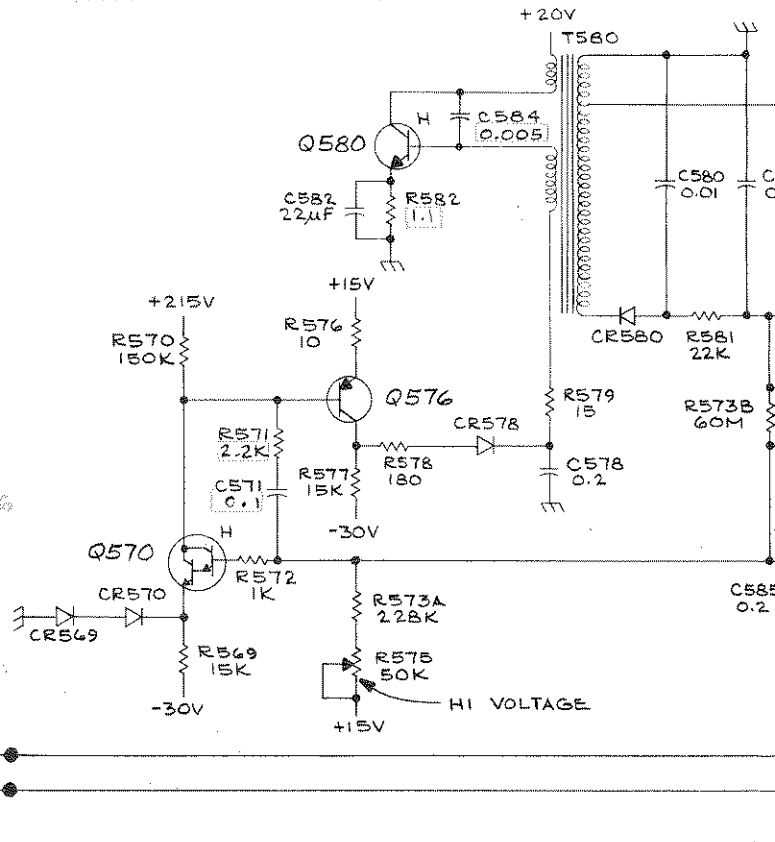 +20V
T580
Q580
H
C584
0.005
C582
22µF
R582
1.1
C580
0.01
C
0
+15V
+215V
R576
10
R570
150K
CR580
R581
22K
Q576
R579
15
R573B
60M
CR578
R571
2.2K
R578
180
R577
15K
C578
0.2
C571
0.1
-30V
H
Q570
R572
1K
CR570
R573A
228K
C585
0.2
CR569
R569
15K
R575
50K
HI VOLTAGE
-30V
+15V